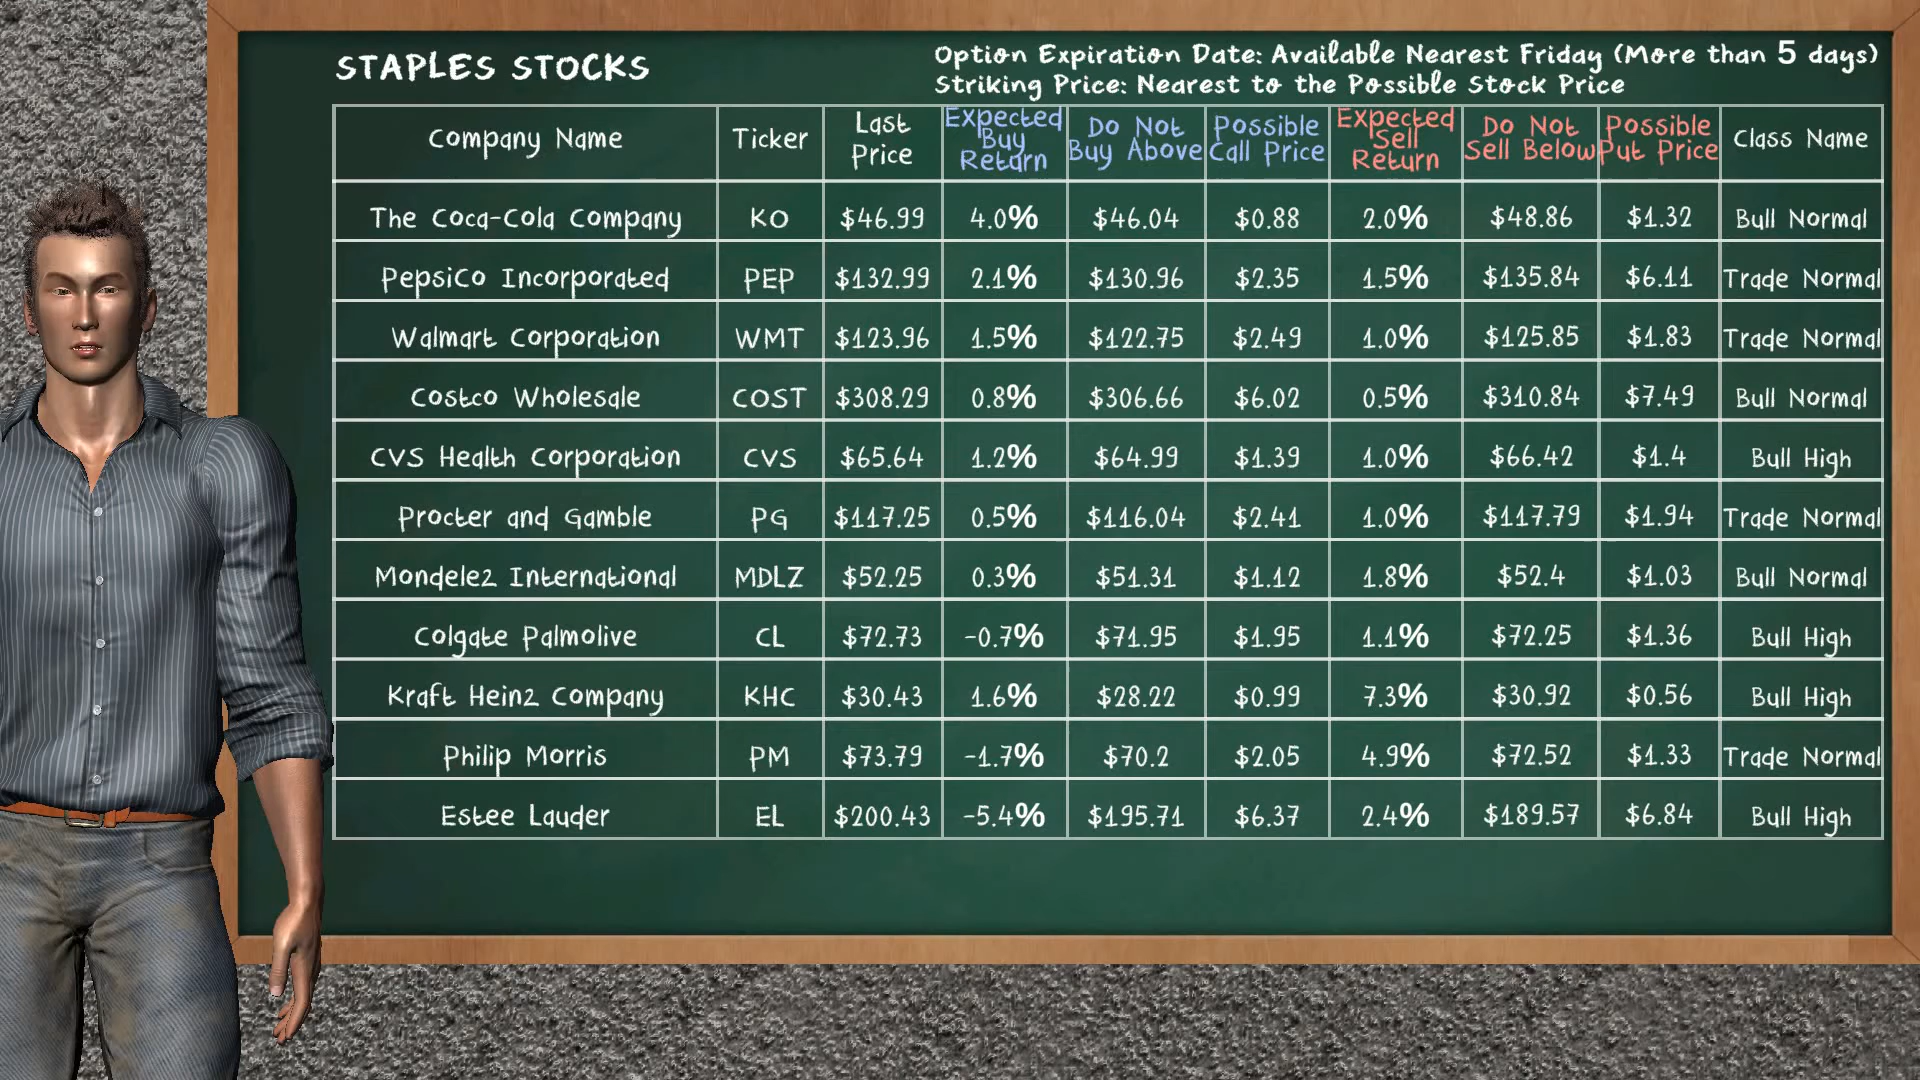 STAPLES STOCKS
Option Expiration Date: Available Nearest Friday (More than 5 days)
Striking Price: Nearest to the Possible Stock Price
Company Name Ticker Last Price Expected Buy Return Do Not Buy Above Possible Call Price Expected Sell Return Do Not Sell Below Possible Put Price Class Name
The Coca-Cola Company KO $46.99 4.0% $46.04 $0.88 2.0% $48.86 $1.32 Bull Normal
PepsiCo Incorporated PEP $132.99 2.1% $130.96 $2.35 1.5% $135.84 $6.11 Trade Normal
Walmart Corporation WMT $123.96 1.5% $122.75 $2.49 1.0% $125.85 $1.83 Trade Normal
Costco Wholesale COST $308.29 0.8% $306.66 $6.02 0.5% $310.84 $7.49 Bull Normal
CVS Health Corporation CVS $65.64 1.2% $64.99 $1.39 1.0% $66.42 $1.4 Bull High
Procter and Gamble PG $117.25 0.5% $116.04 $2.41 1.0% $117.79 $1.94 Trade Normal
Mondelez International MDLZ $52.25 0.3% $51.31 $1.12 1.8% $52.4 $1.03 Bull Normal
Colgate Palmolive CL $72.73 -0.7% $71.95 $1.95 1.1% $72.25 $1.36 Bull High
Kraft Heinz Company KHC $30.43 1.6% $28.22 $0.99 7.3% $30.92 $0.56 Bull High
Philip Morris PM $73.79 -1.7% $70.2 $2.05 4.9% $72.52 $1.33 Trade Normal
Estee Lauder EL $200.43 -5.4% $195.71 $6.37 2.4% $189.57 $6.84 Bull High